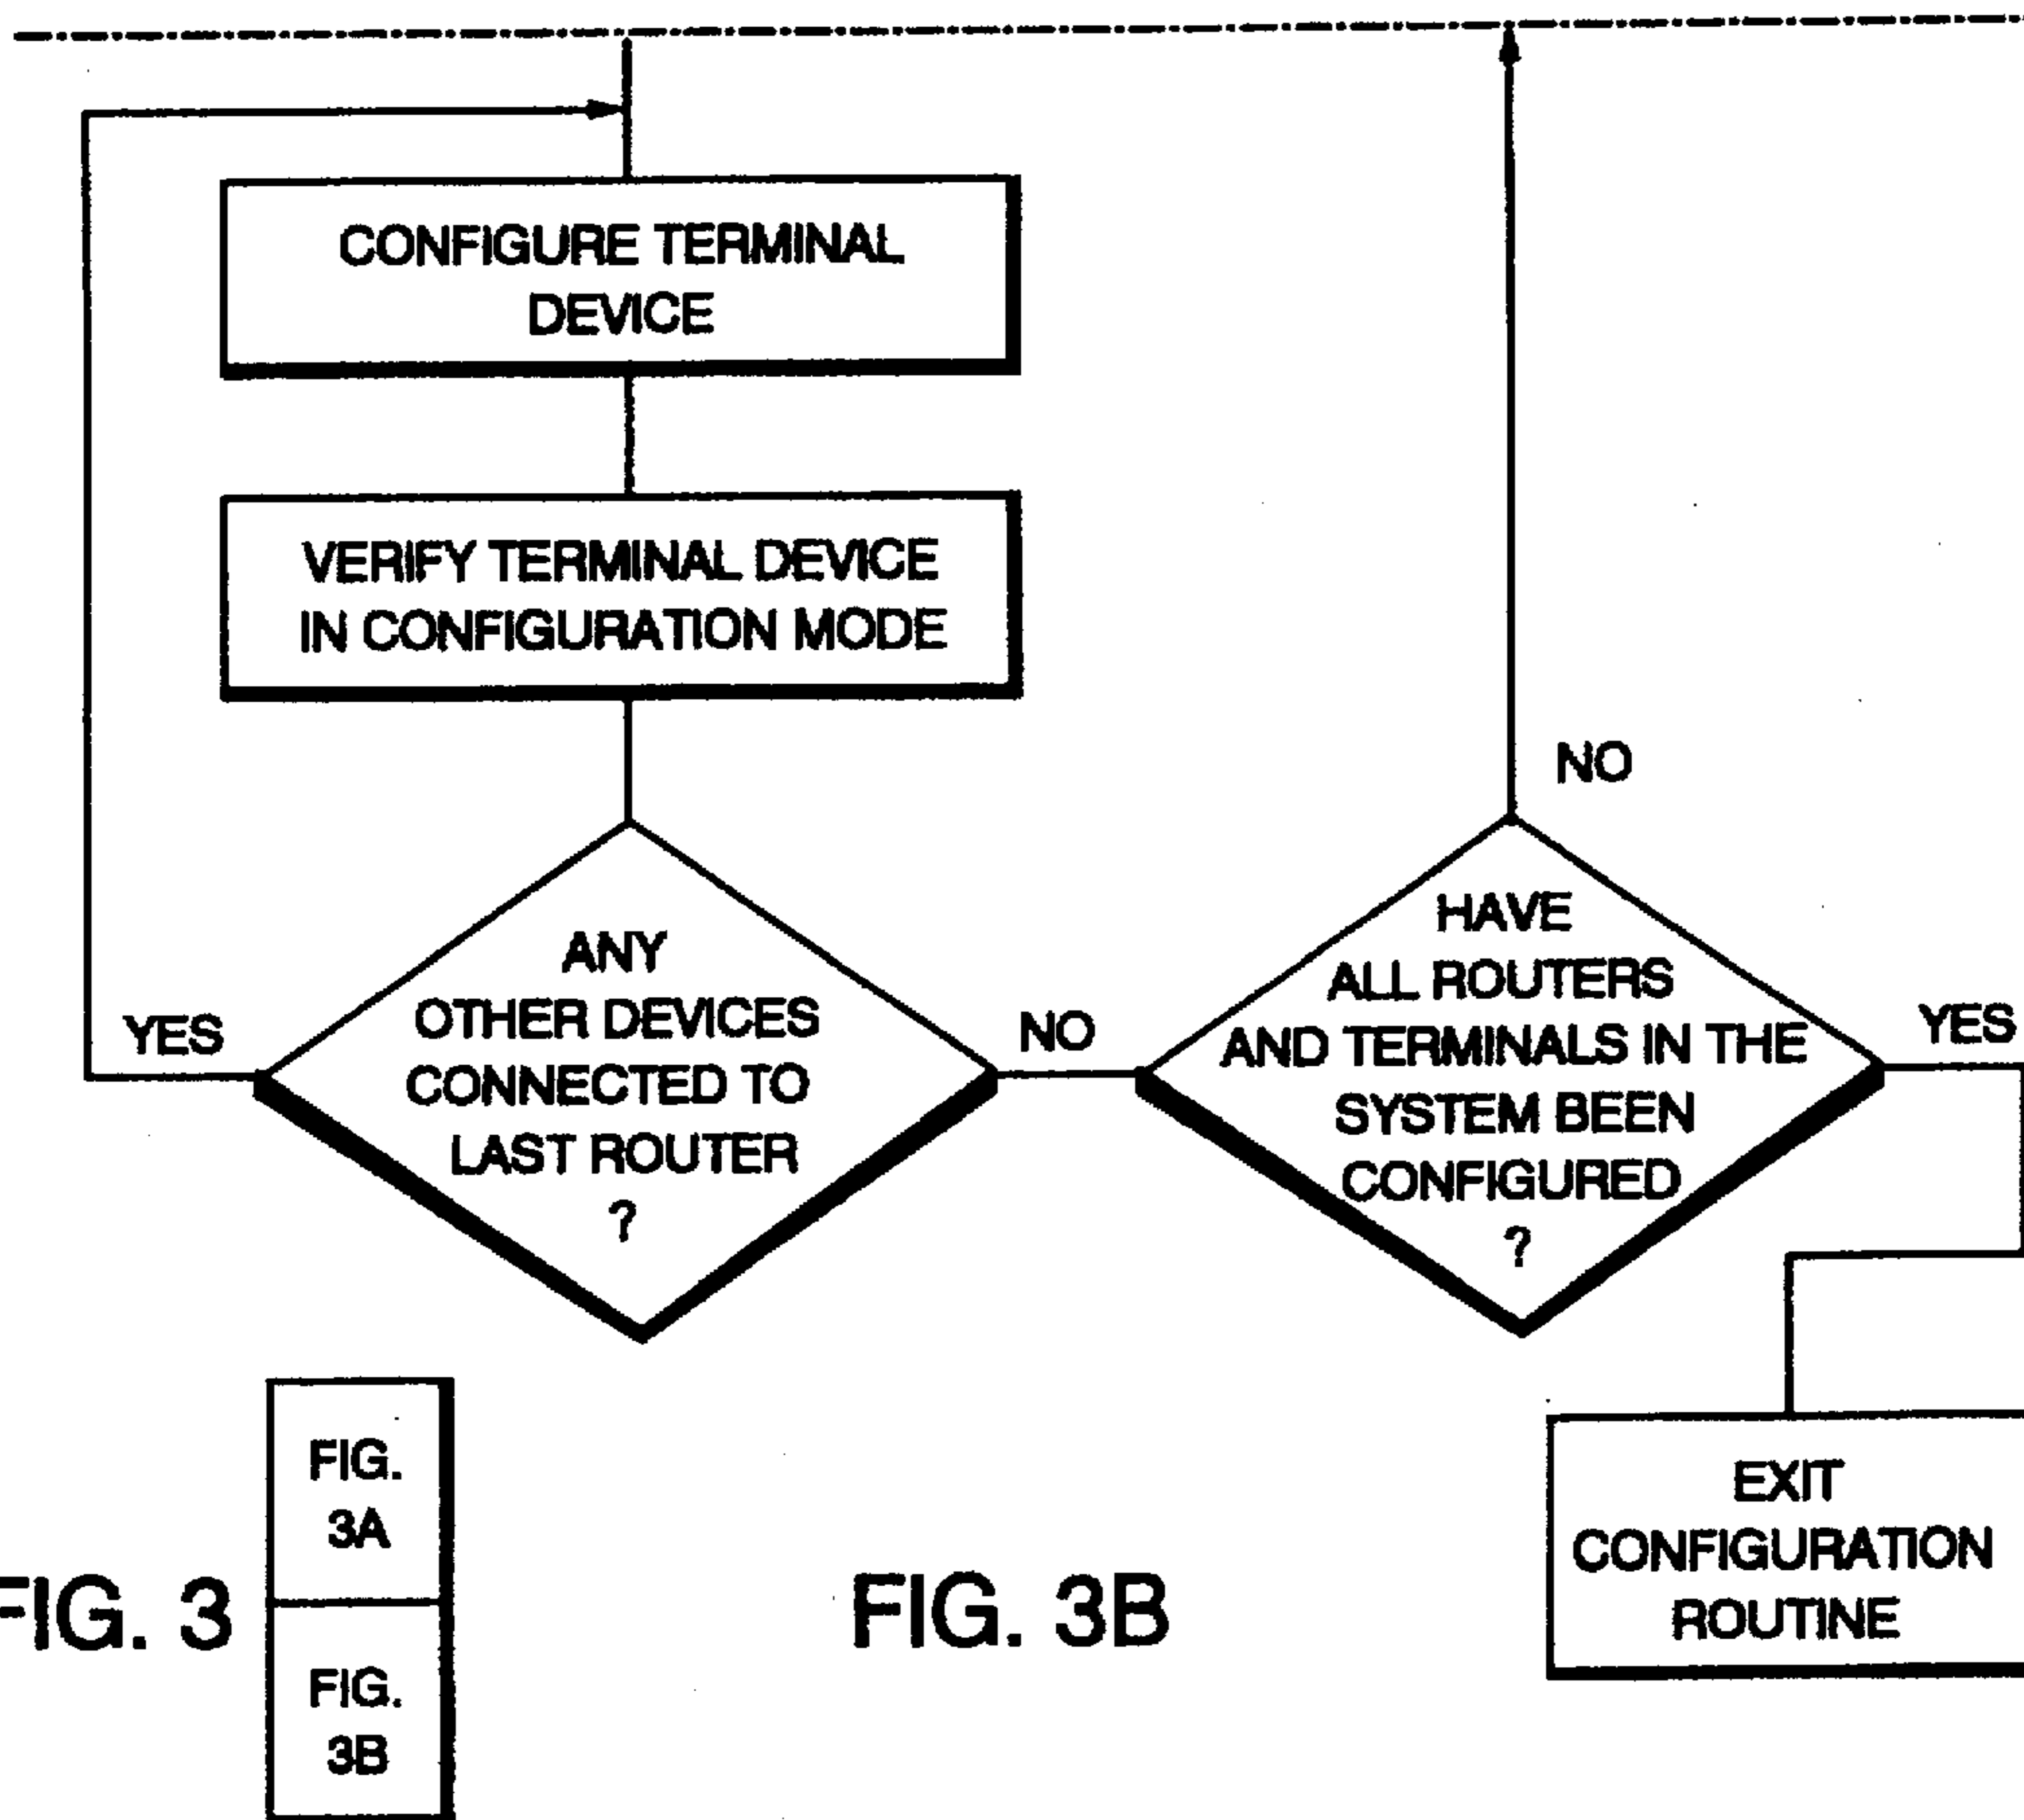 CONFIGURE TERMINAL
DEVICE
VERIFY TERMINAL DEVICE
IN CONFIGURATION MODE
NO
ANY
OTHER DEVICES
CONNECTED TO
LAST ROUTER
?
YES
NO
HAVE
ALL ROUTERS
AND TERMINALS IN THE
SYSTEM BEEN
CONFIGURED
?
YES
EXIT
CONFIGURATION
ROUTINE
FIG. 3
FIG.
3A
FIG.
3B
FIG. 3B